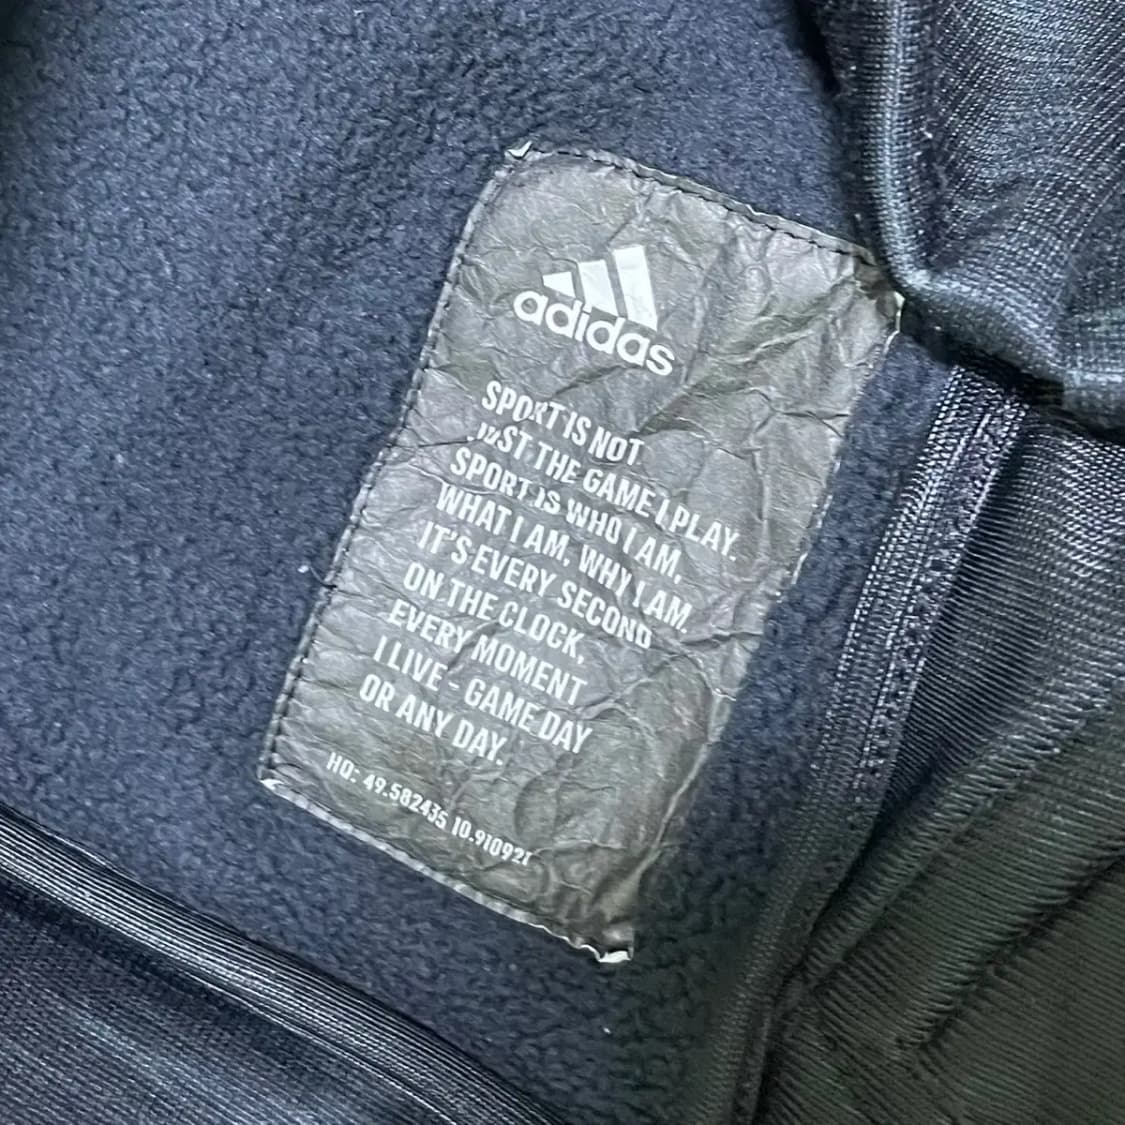 adidas
SPORT IS NOT
JUST THE GAME I PLAY.
SPORT IS WHO I AM,
WHAT I AM, WHY I AM.
IT'S EVERY SECOND
ON THE CLOCK,
EVERY MOMENT
I LIVE - GAME DAY
OR ANY DAY.
HQ: 49.582435 10.910921